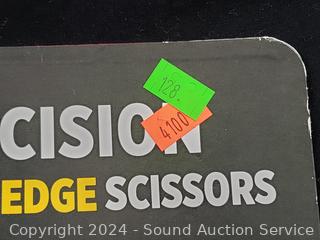 128.
4100
CISION
EDGE SCISSORS
Copyright 2024 - Sound Auction Service